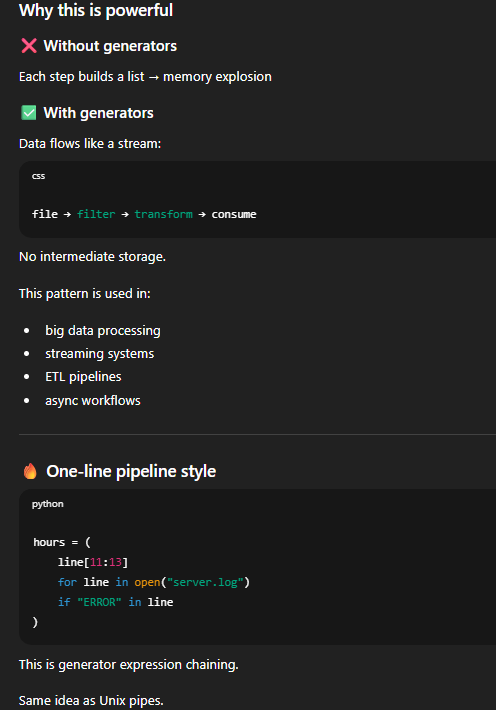 Why this is powerful
❌ Without generators
Each step builds a list → memory explosion
✅ With generators
Data flows like a stream:
css
file → filter → transform → consume
No intermediate storage.
This pattern is used in:
• big data processing
• streaming systems
• ETL pipelines
• async workflows
🔥 One-line pipeline style
python
hours = (
    line[11:13]
    for line in open("server.log")
    if "ERROR" in line
)
This is generator expression chaining.
Same idea as Unix pipes.